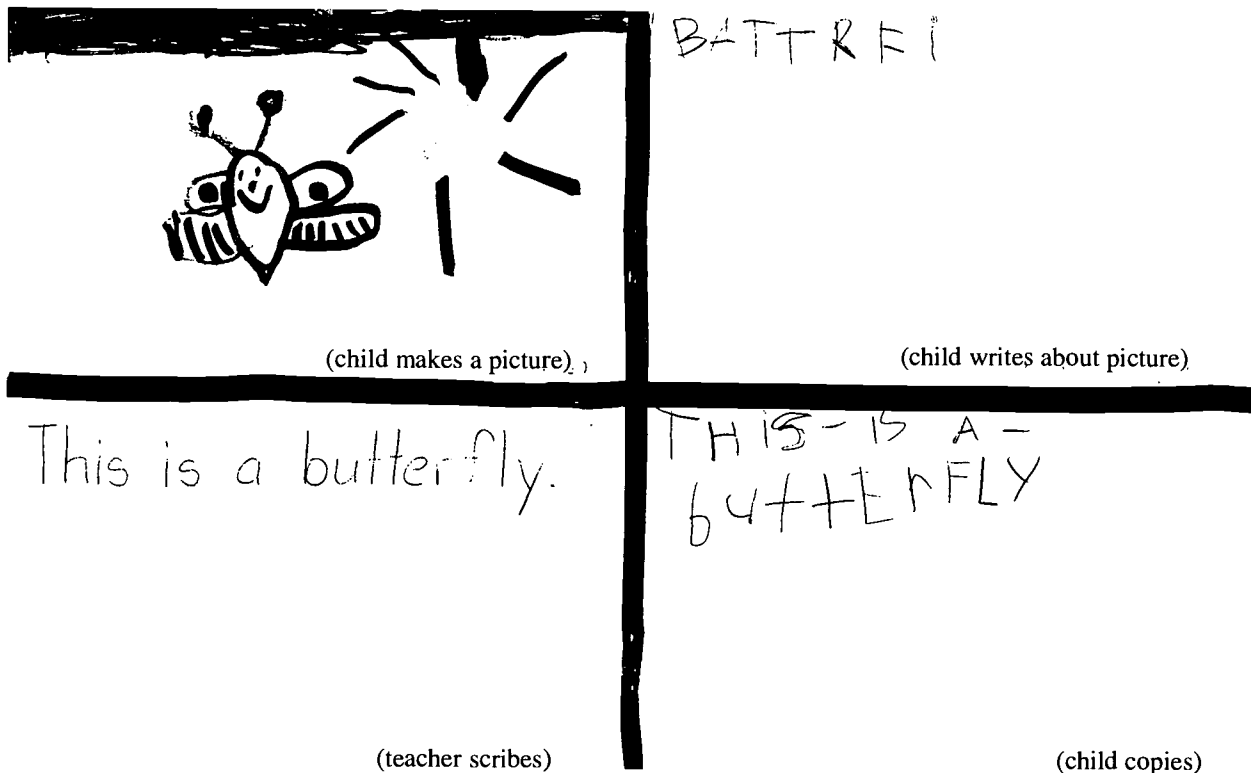 BATTRFI
(child makes a picture)
(child writes about picture)
This is a butterfly.
(teacher scribes)
THiS-iS A-
buttErFLY
(child copies)